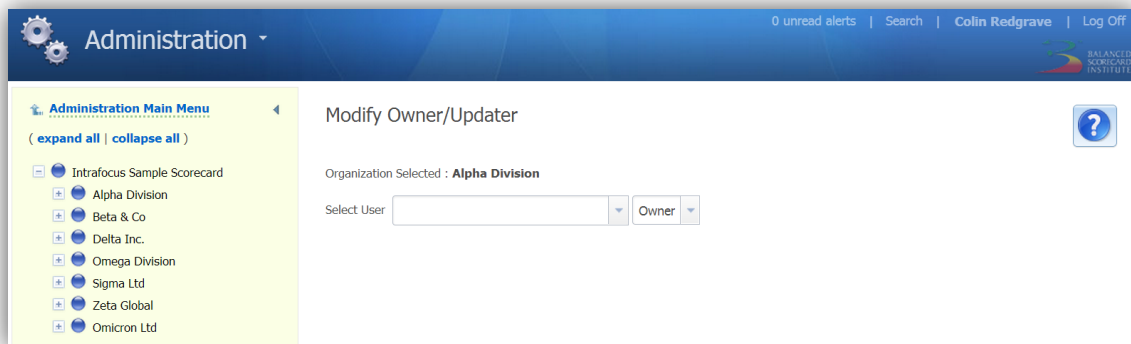 0 unread alerts | Search | Colin Redgrave | Log Off
Administration
BALANCED
SCORECARD
INSTITUTE
Administration Main Menu
( expand all | collapse all )
Intrafocus Sample Scorecard
Alpha Division
Beta & Co
Delta Inc.
Omega Division
Sigma Ltd
Zeta Global
Omicron Ltd
Modify Owner/Updater
?
Organization Selected : Alpha Division
Select User Owner